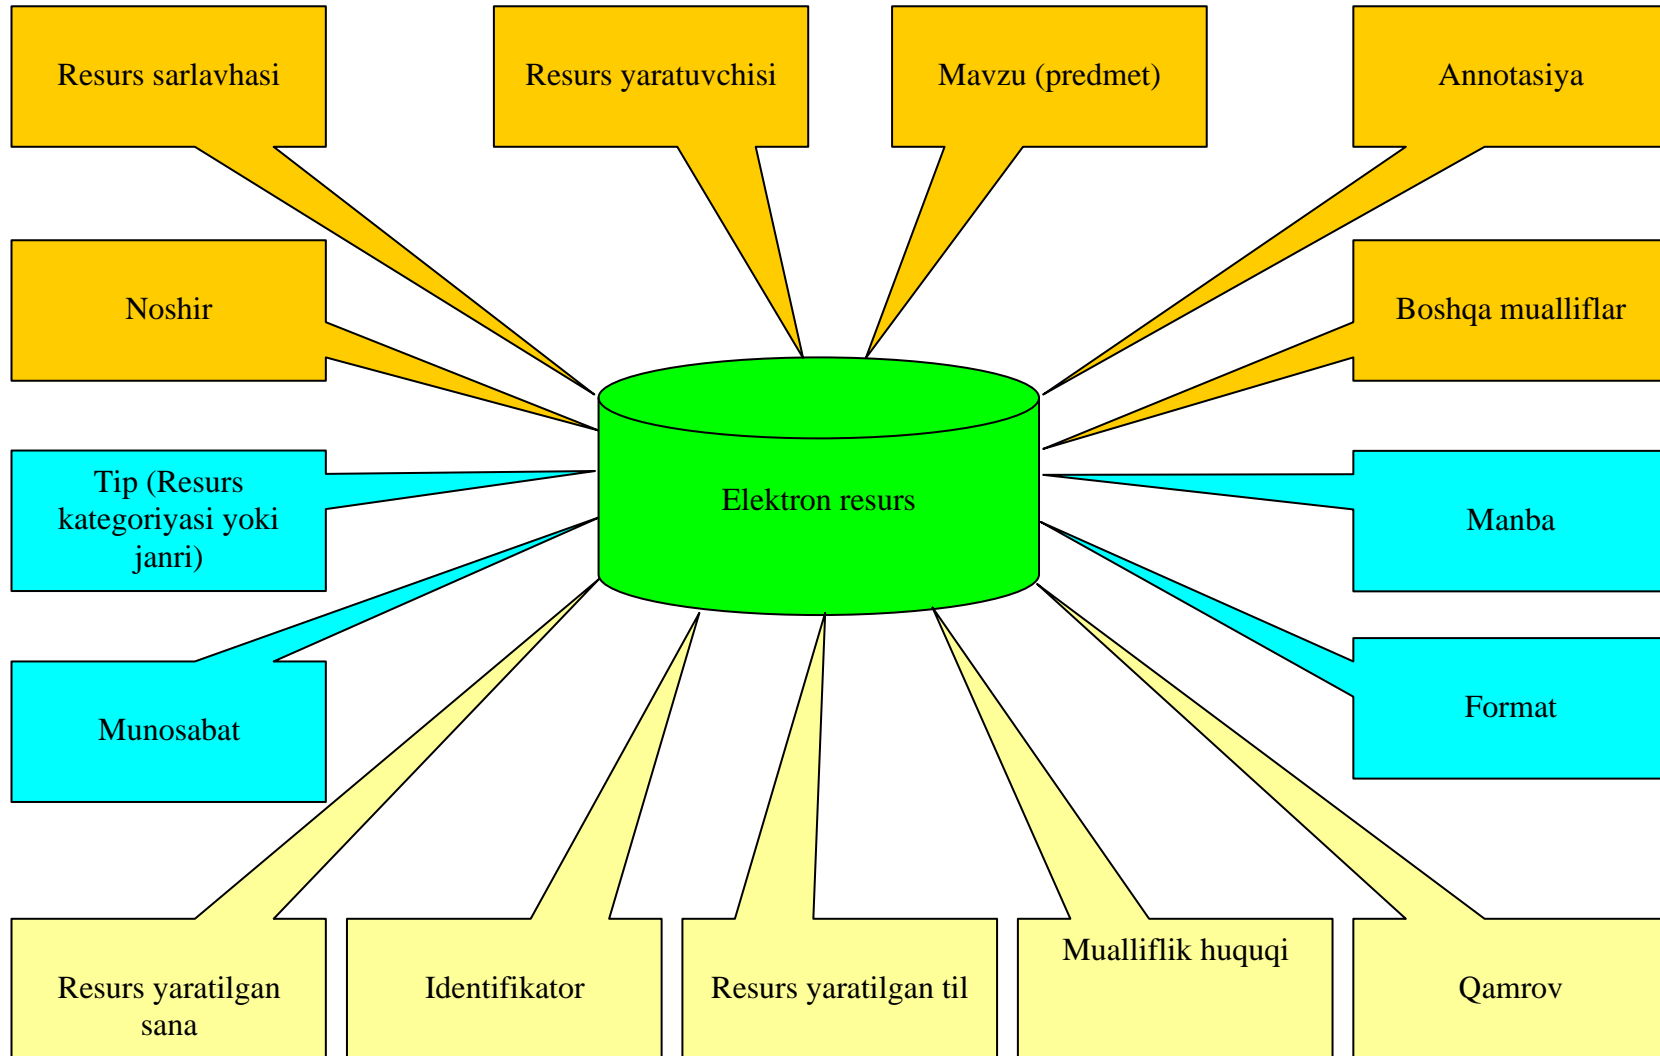 Resurs sarlavhasi
Resurs yaratuvchisi
Mavzu (predmet)
Annotasiya
Noshir
Boshqa mualliflar
Tip (Resurs
kategoriyasi yoki
janri)
Elektron resurs
Manba
Munosabat
Format
Resurs yaratilgan
sana
Identifikator
Resurs yaratilgan til
Mualliflik huquqi
Qamrov